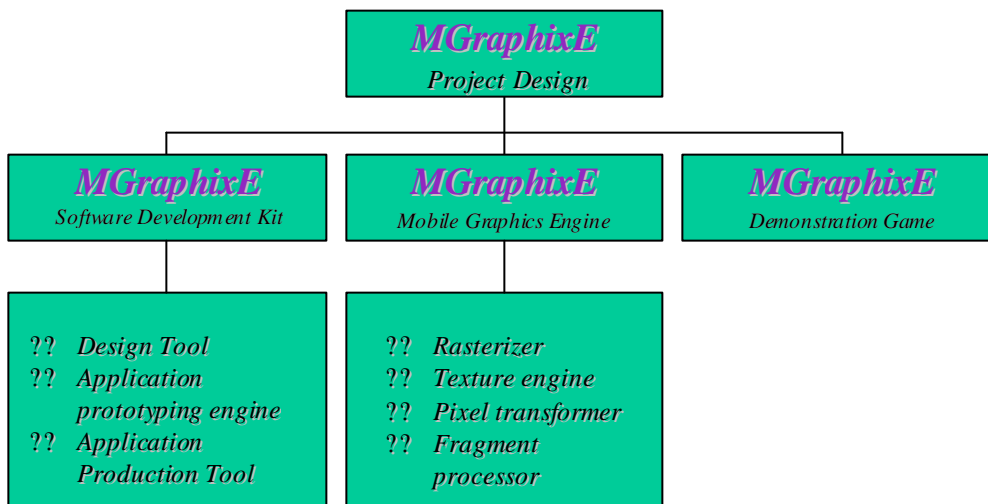 MGraphixE
Project Design
MGraphixE
Software Development Kit
MGraphixE
Mobile Graphics Engine
MGraphixE
Demonstration Game
?? Design Tool
?? Application
prototyping engine
?? Application
Production Tool
?? Rasterizer
?? Texture engine
?? Pixel transformer
?? Fragment
processor